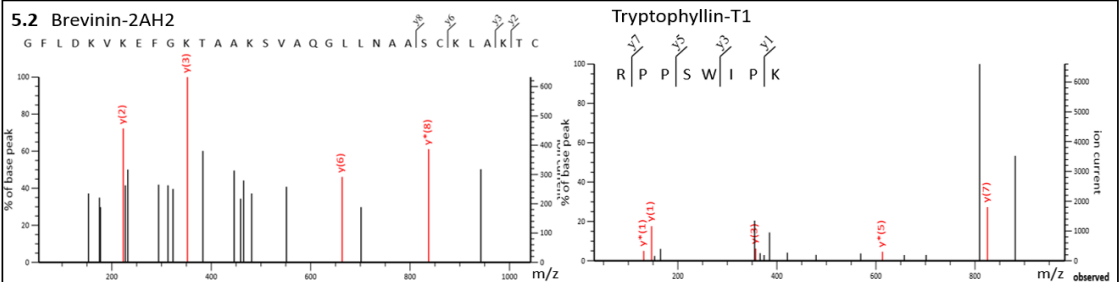 5.2 Brevinin-2AH2
y8 y6 y3 y2
G F L D K V K E F G K T A A K S V A Q G L L N A A S C K L A K T C
% of base peak
100
80
60
40
20
0
y(2)
y(3)
y(6)
y*(8)
600
500
400
300
200
100
0
200 400 600 800 1000 m/z
Tryptophyllin-T1
y7 y5 y3 y1
R P P S W I P K
% of base peak
100
80
60
40
20
0
y*(1)
y(1)
y(3)
y*(5)
y(7)
6000
5000
4000
3000
2000
1000
0
ion current
200 400 600 800 m/z observed